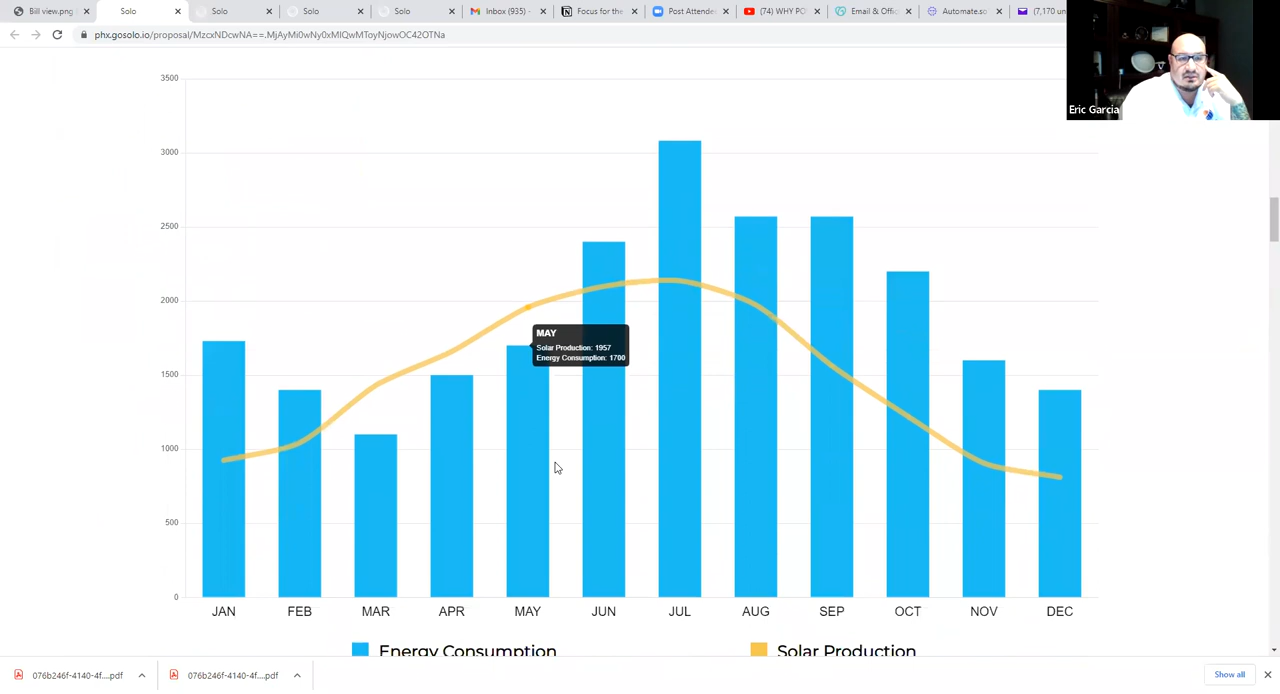 Bill view.png
Solo
Solo
Solo
Solo
Inbox (935) -
Focus for the
Post Attende
(74) WHY PO
Email & Offi
Automate.so
(7,170 un
phx.gosolo.io/proposal/
Eric Garcia
3500
3000
2500
2000
1500
1000
500
0
MAY
Solar Production: 1957
Energy Consumption: 1700
JAN FEB MAR APR MAY JUN JUL AUG SEP OCT NOV DEC
Energy Consumption
Solar Production
076b246f-4140-4f....pdf
076b246f-4140-4f....pdf
Show all